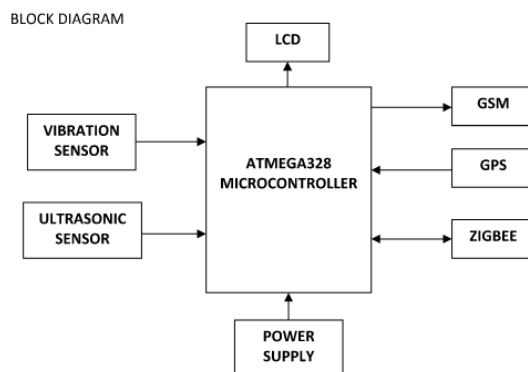 BLOCK DIAGRAM
LCD
GSM
VIBRATION
SENSOR
ATMEGA328
MICROCONTROLLER
GPS
ULTRASONIC
SENSOR
ZIGBEE
POWER
SUPPLY